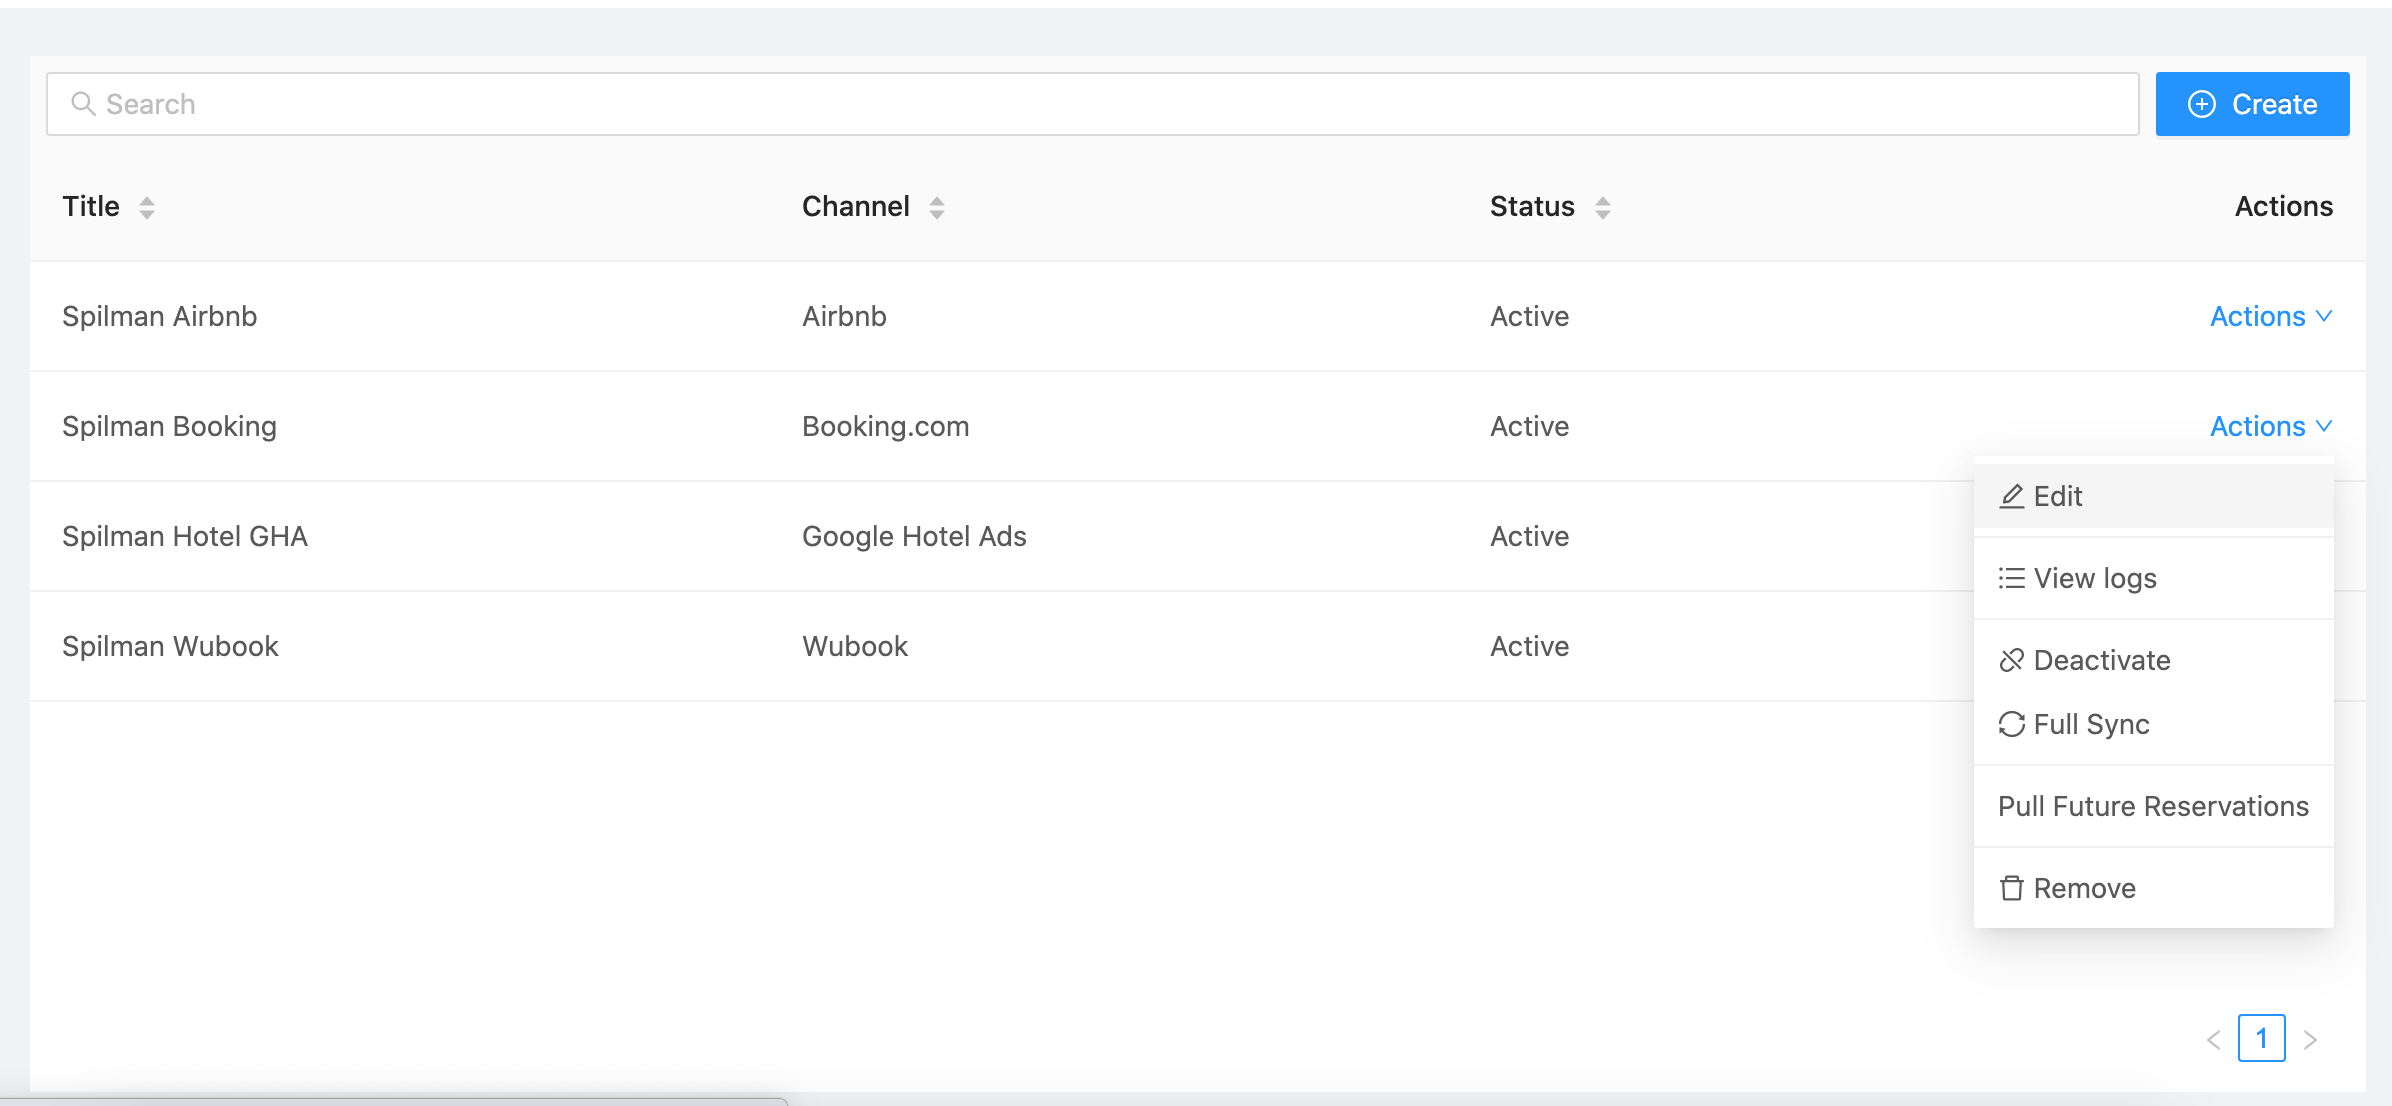 Search
Create
Title Channel Status Actions
Spilman Airbnb Airbnb Active Actions
Spilman Booking Booking.com Active Actions
Edit
Spilman Hotel GHA Google Hotel Ads Active
View logs
Spilman Wubook Wubook Active
Deactivate
Full Sync
Pull Future Reservations
Remove
1